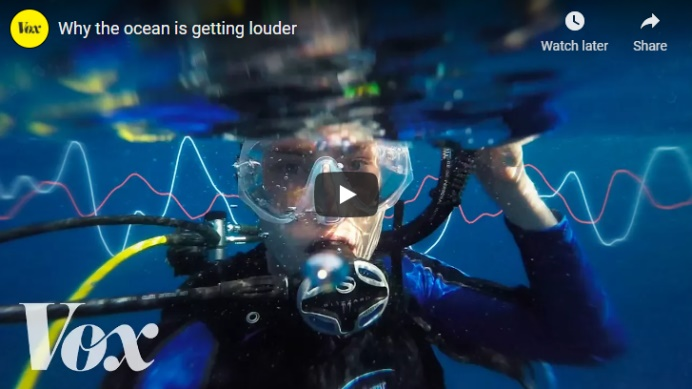 Vox
Why the ocean is getting louder
Watch later
Share
Vox